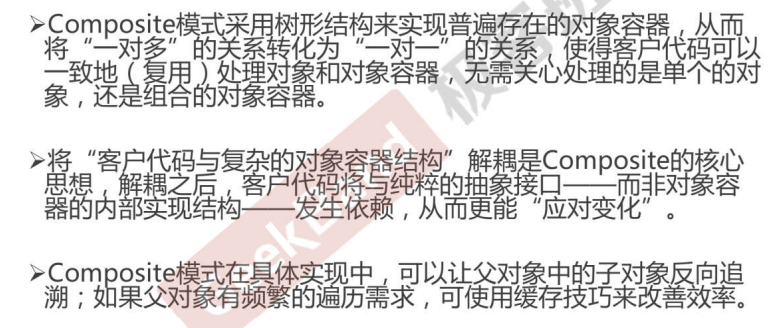 ➢Composite模式采用树形结构来实现普遍存在的对象容器，从而
将“一对多”的关系转化为“一对一”的关系，使得客户代码可以
一致地（复用）处理对象和对象容器，无需关心处理的是单个的对
象，还是组合的对象容器。
➢将“客户代码与复杂的对象容器结构”解耦是Composite的核心
思想，解耦之后，客户代码将与纯粹的抽象接口——而非对象容
器的内部实现结构——发生依赖，从而更能“应对变化”。
➢Composite模式在具体实现中，可以让父对象中的子对象反向追
溯；如果父对象有频繁的遍历需求，可使用缓存技巧来改善效率。